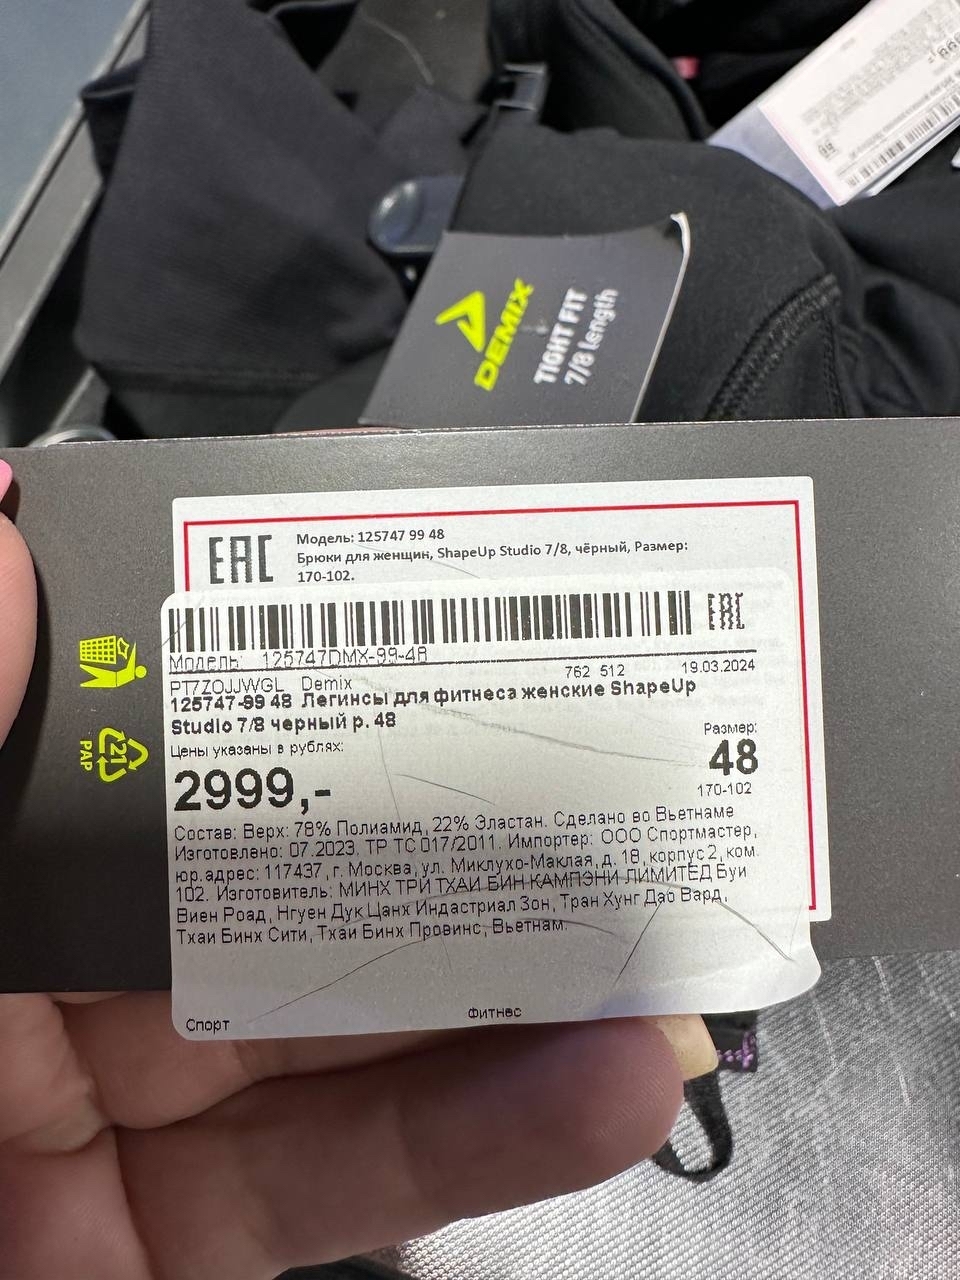 DEMIX
TIGHT FIT
7/8 length
EAC
Модель: 125747 99 48
Брюки для женщин, ShapeUp Studio 7/8, чёрный, Размер:
170-102.
EAC
Модель: 125747DMX-99-48
PT7ZOJJWGL Demix 762 512 19.03.2024
125747-99 48 Легинсы для фитнеса женские ShapeUp
Studio 7/8 черный р. 48
Цены указаны в рублях:
Размер:
2999,-
48
170-102
Состав: Верх: 78% Полиамид, 22% Эластан. Сделано во Вьетнаме
Изготовлено: 07.2023. ТР ТС 017/2011. Импортер: ООО Спортмастер,
юр.адрес: 117437, г. Москва, ул. Миклухо-Маклая, д. 18, корпус 2, ком.
102. Изготовитель: МИНХ ТРИ ТХАИ БИН КАМПЭНИ ЛИМИТЕД Буи
Виен Роад, Нгуен Дук Цанх Индастриал Зон, Тран Хунг Дао Вард,
Тхаи Бинх Сити, Тхаи Бинх Провинс, Вьетнам.
Спорт
Фитнес
21
PAP